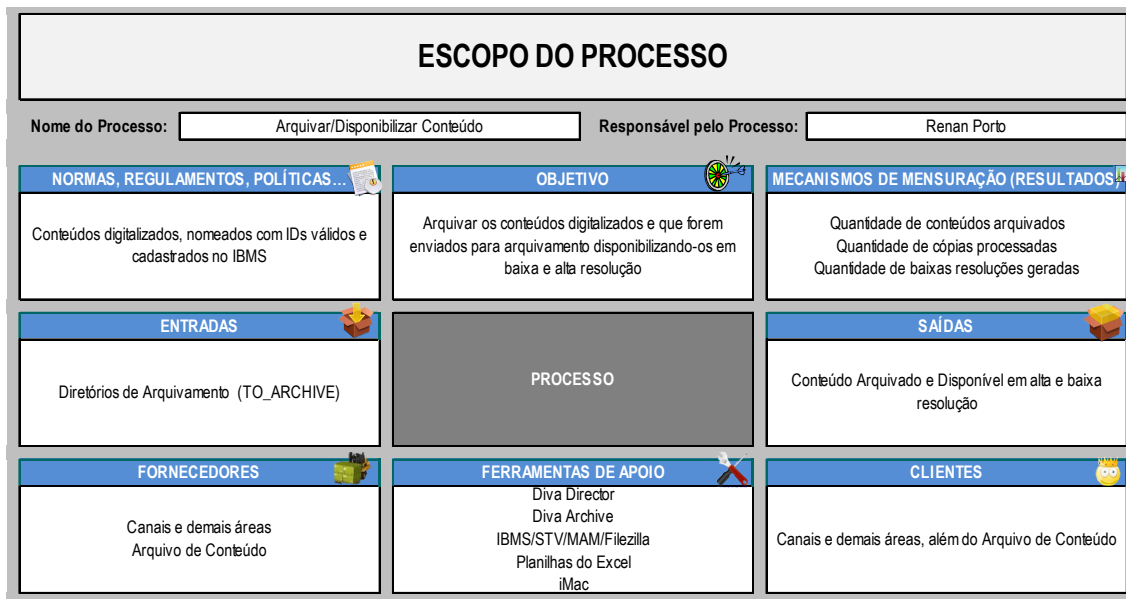 ESCOPO DO PROCESSO
Nome do Processo: Arquivar/Disponibilizar Conteúdo Responsável pelo Processo: Renan Porto
NORMAS, REGULAMENTOS, POLÍTICAS...
Conteúdos digitalizados, nomeados com IDs válidos e
cadastrados no IBMS
OBJETIVO
Arquivar os conteúdos digitalizados e que forem
enviados para arquivamento disponibilizando-os em
baixa e alta resolução
MECANISMOS DE MENSURAÇÃO (RESULTADOS)
Quantidade de conteúdos arquivados
Quantidade de cópias processadas
Quantidade de baixas resoluções geradas
ENTRADAS
Diretórios de Arquivamento (TO_ARCHIVE)
PROCESSO
SAÍDAS
Conteúdo Arquivado e Disponível em alta e baixa
resolução
FORNECEDORES
Canais e demais áreas
Arquivo de Conteúdo
FERRAMENTAS DE APOIO
Diva Director
Diva Archive
IBMS/STV/MAM/Filezilla
Planilhas do Excel
iMac
CLIENTES
Canais e demais áreas, além do Arquivo de Conteúdo